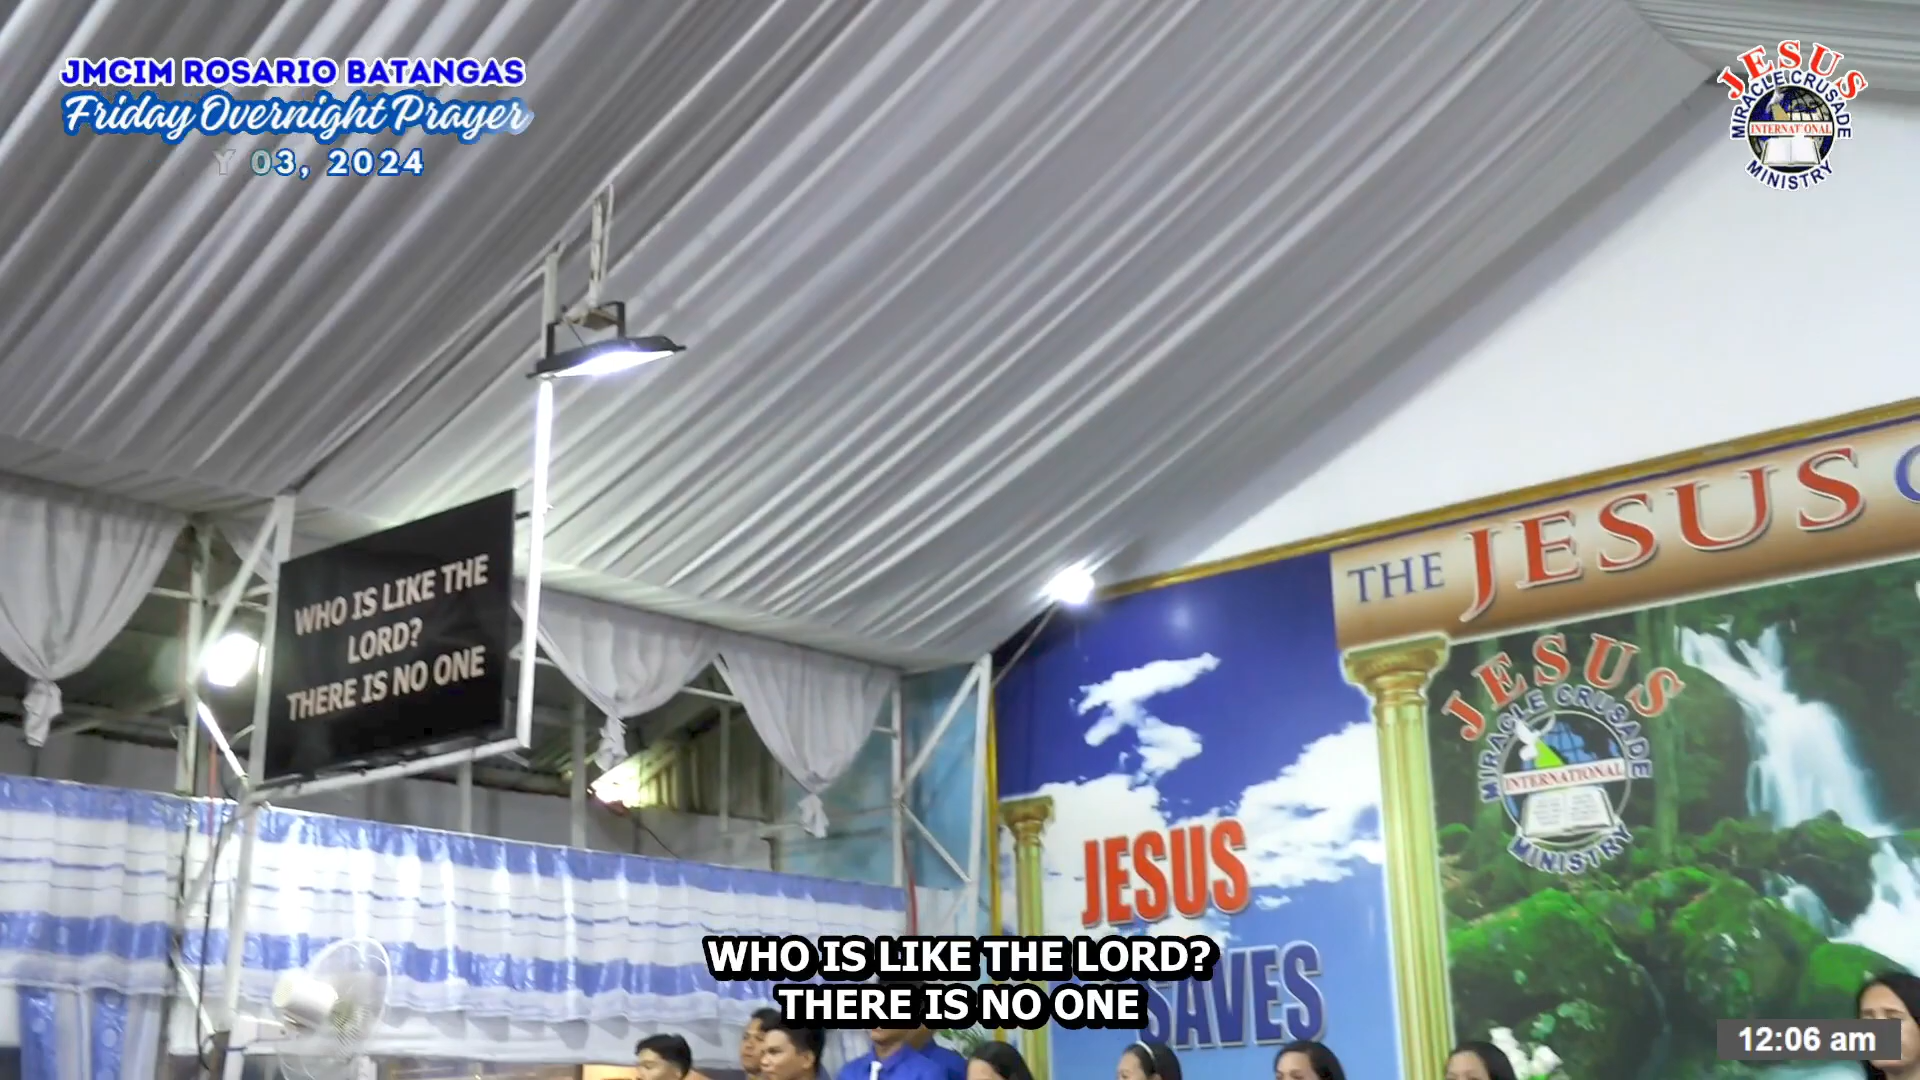 JMCIM ROSARIO BATANGAS
Friday Overnight Prayer
Y 03, 2024
JESUS
MIRACLE CRUSADE
INTERNATIONAL
MINISTRY
WHO IS LIKE THE
LORD?
THERE IS NO ONE
THE JESUS
JESUS
MIRACLE CRUSADE
INTERNATIONAL
MINISTRY
JESUS
SAVES
WHO IS LIKE THE LORD?
THERE IS NO ONE
12:06 am